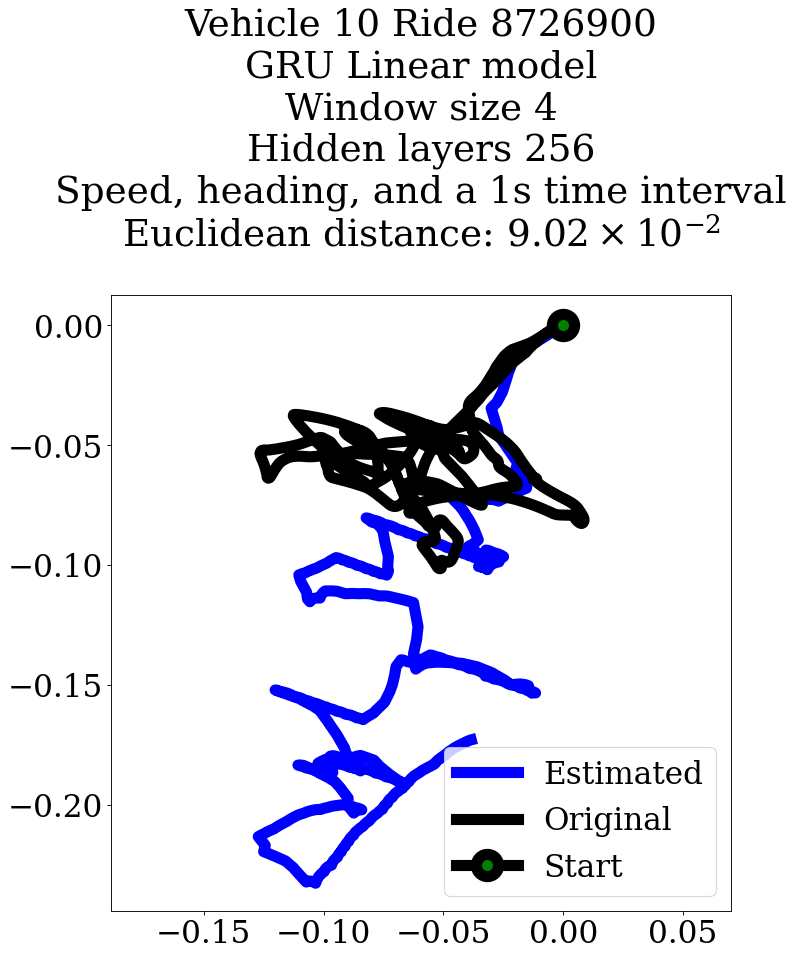 Vehicle 10 Ride 8726900
GRU Linear model
Window size 4
Hidden layers 256
Speed, heading, and a 1s time interval
Euclidean distance: 9.02 × 10⁻²
0.00
−0.05
−0.10
−0.15
−0.20
Estimated
Original
Start
−0.15 −0.10 −0.05 0.00 0.05